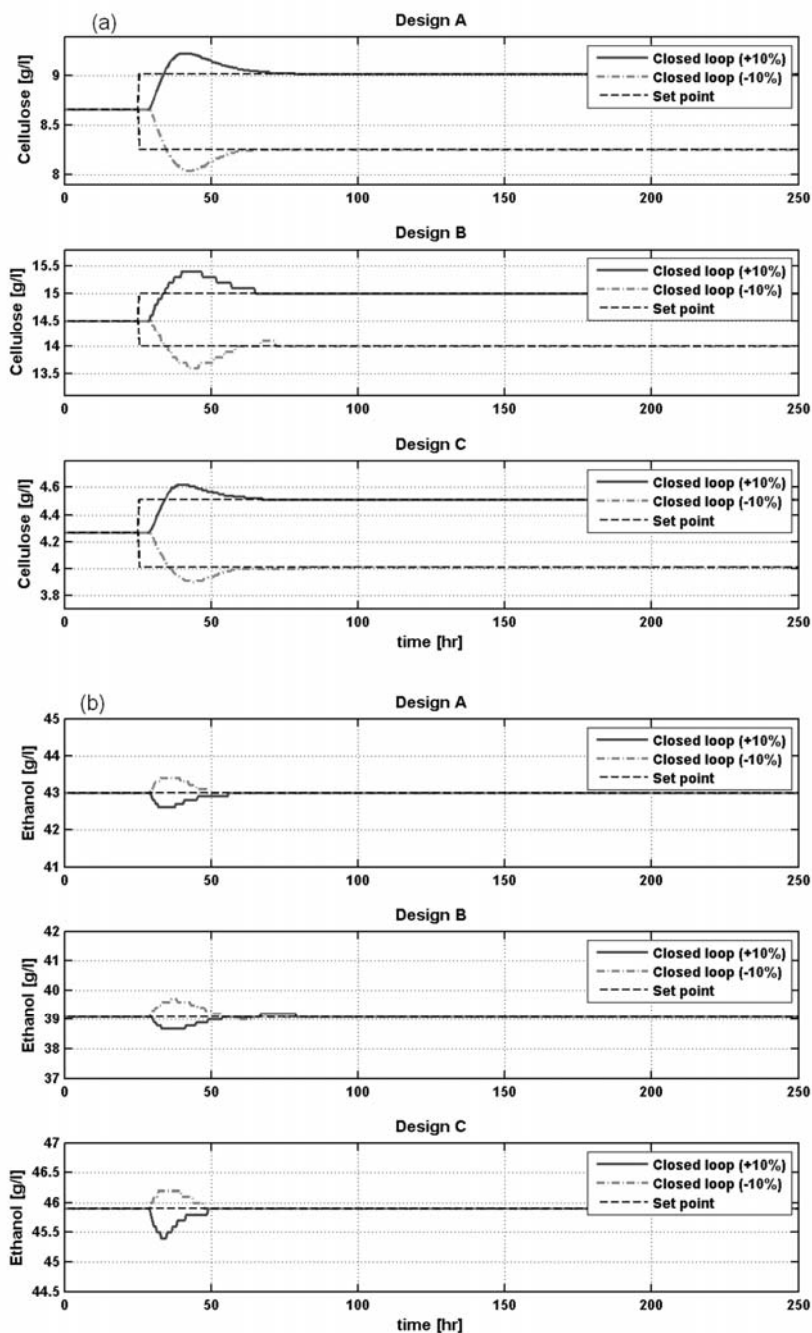 (a)
Design A
Cellulose [g/l]
9
8.5
8
Closed loop (+10%)
Closed loop (-10%)
Set point
0 50 100 150 200 250
Design B
Cellulose [g/l]
15.5
15
14.5
14
13.5
Closed loop (+10%)
Closed loop (-10%)
Set point
0 50 100 150 200 250
Design C
Cellulose [g/l]
4.6
4.4
4.2
4
3.8
Closed loop (+10%)
Closed loop (-10%)
Set point
0 50 100 150 200 250
time [hr]
(b)
Design A
Ethanol [g/l]
45
44
43
42
41
Closed loop (+10%)
Closed loop (-10%)
Set point
0 50 100 150 200 250
Design B
Ethanol [g/l]
42
41
40
39
38
37
Closed loop (+10%)
Closed loop (-10%)
Set point
0 50 100 150 200 250
Design C
Ethanol [g/l]
47
46.5
46
45.5
45
44.5
Closed loop (+10%)
Closed loop (-10%)
Set point
0 50 100 150 200 250
time [hr]